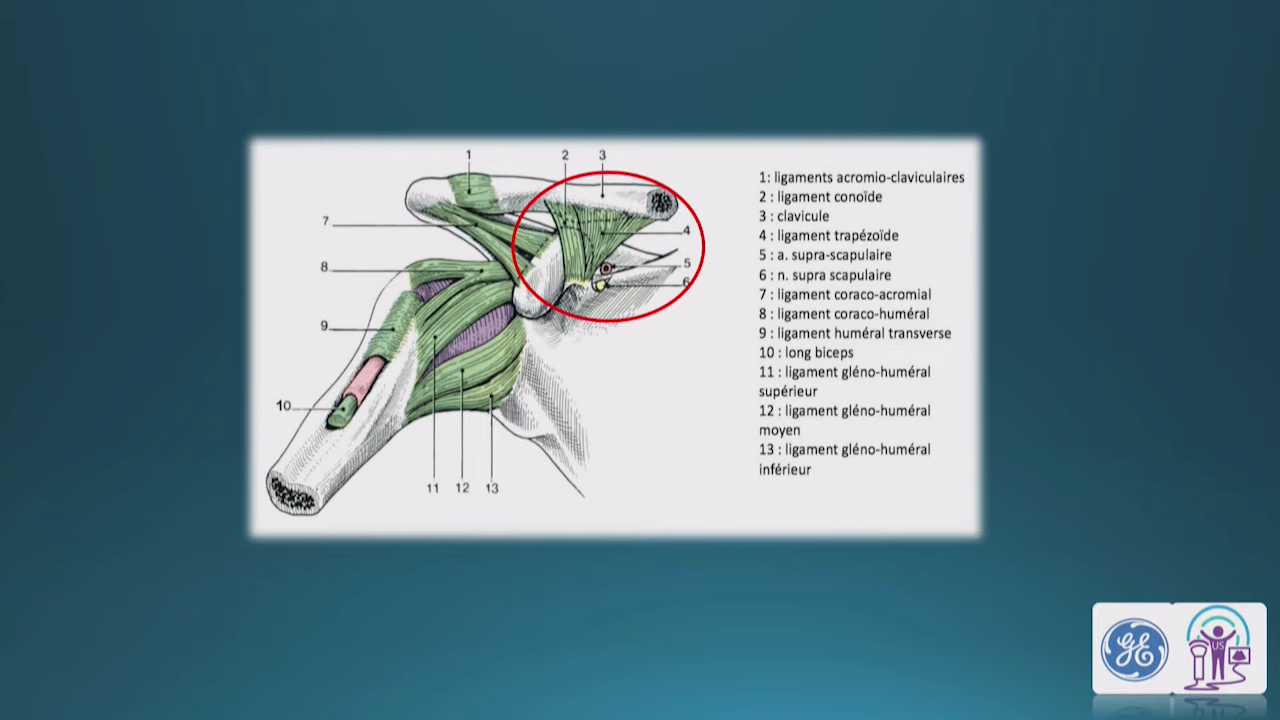 1
2
3
7
4
8
5
6
9
10
11
12
13
1: ligaments acromio-claviculaires
2 : ligament conoïde
3 : clavicule
4 : ligament trapézoïde
5 : a. supra-scapulaire
6 : n. supra scapulaire
7 : ligament coraco-acromial
8 : ligament coraco-huméral
9 : ligament huméral transverse
10 : long biceps
11 : ligament gléno-huméral
supérieur
12 : ligament gléno-huméral
moyen
13 : ligament gléno-huméral
inférieur
GE
US